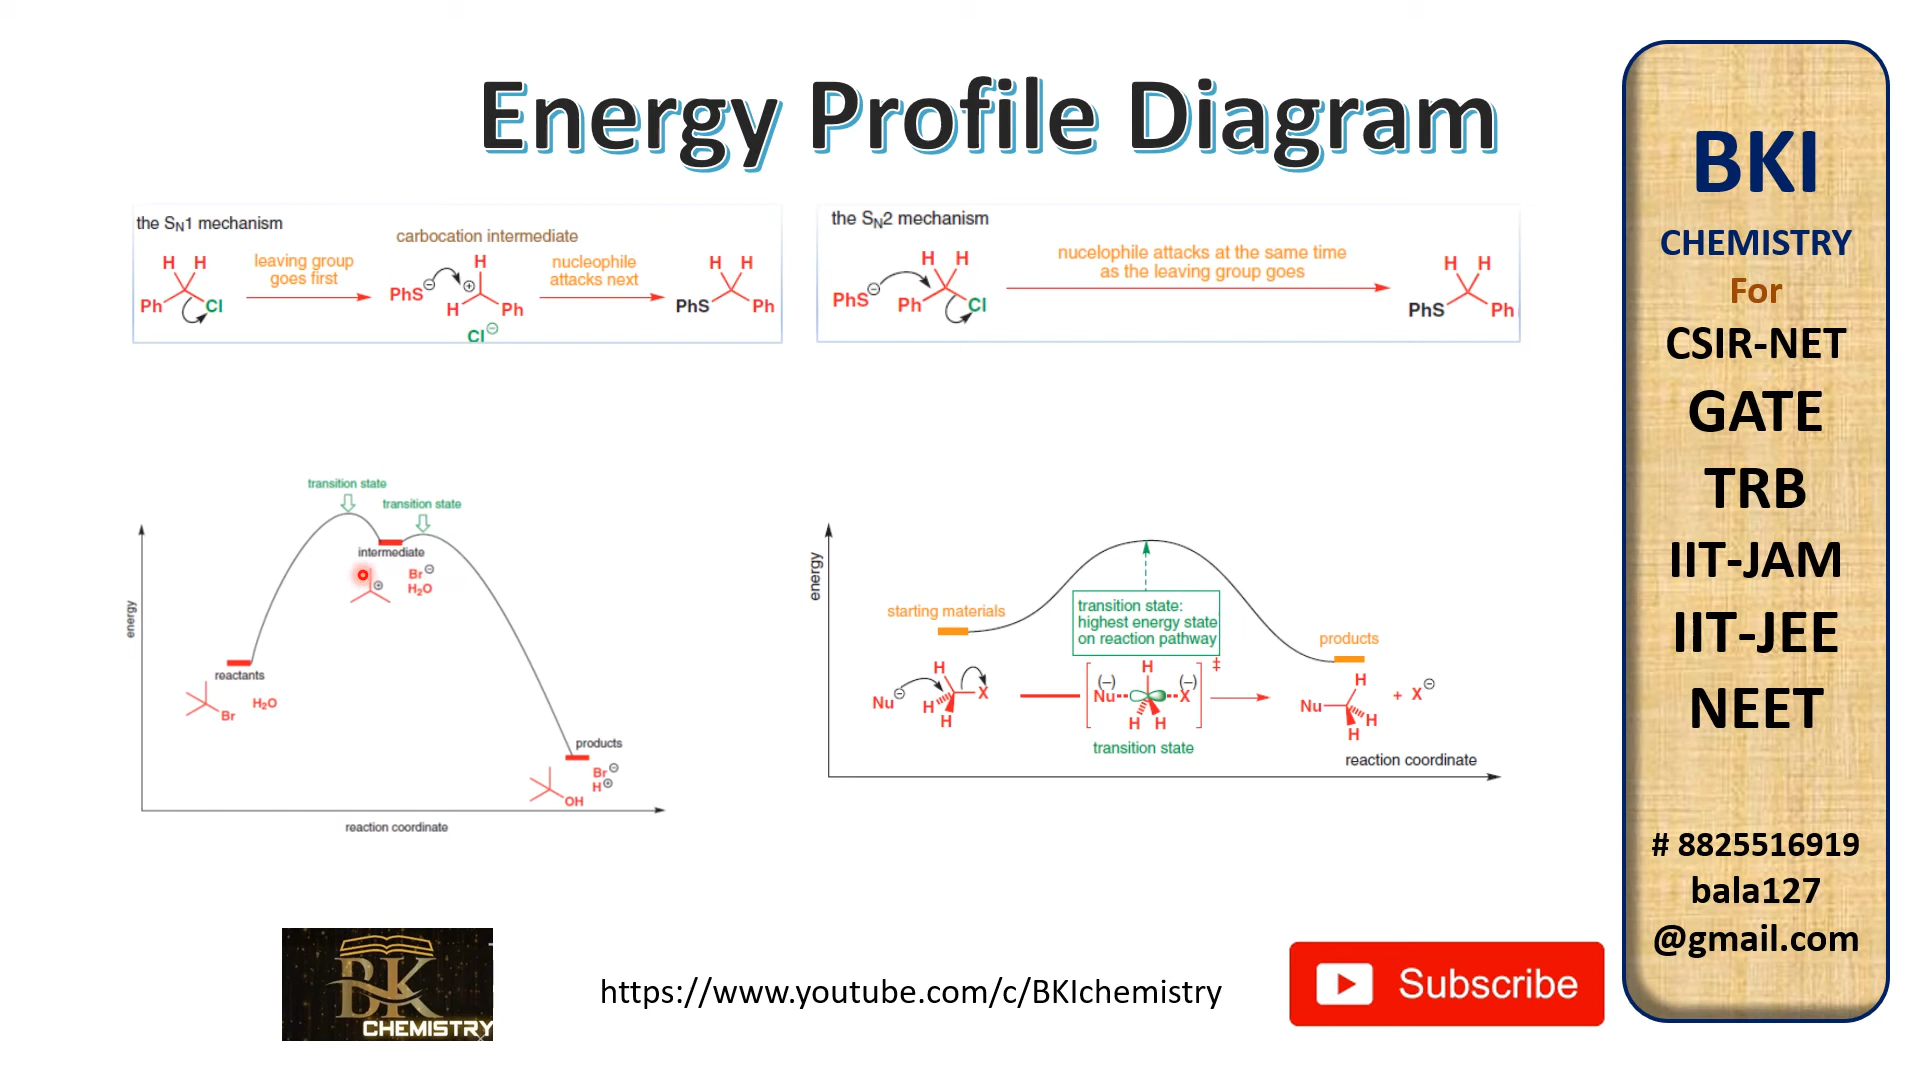 Energy Profile Diagram
the SN1 mechanism
carbocation intermediate
leaving group
goes first
nucleophile
attacks next
H H
Ph
Cl
PhS⊖
⊕
H
H
Ph
Cl⊖
H H
PhS
Ph
the SN2 mechanism
nucelophile attacks at the same time
as the leaving group goes
PhS⊖
H H
Ph
Cl
H H
PhS
Ph
transition state
transition state
intermediate
⊕
Br⊖
H2O
energy
reactants
Br
H2O
products
Br⊖
H⊕
OH
reaction coordinate
energy
starting materials
transition state:
highest energy state
on reaction pathway
products
Nu⊖
H
X
H
H
(–) H (–)
Nu X
H H
‡
transition state
H
Nu
H
H
+ X⊖
reaction coordinate
BKI
CHEMISTRY
For
CSIR-NET
GATE
TRB
IIT-JAM
IIT-JEE
NEET
# 8825516919
bala127
@gmail.com
BK
CHEMISTRY
https://www.youtube.com/c/BKIchemistry
Subscribe